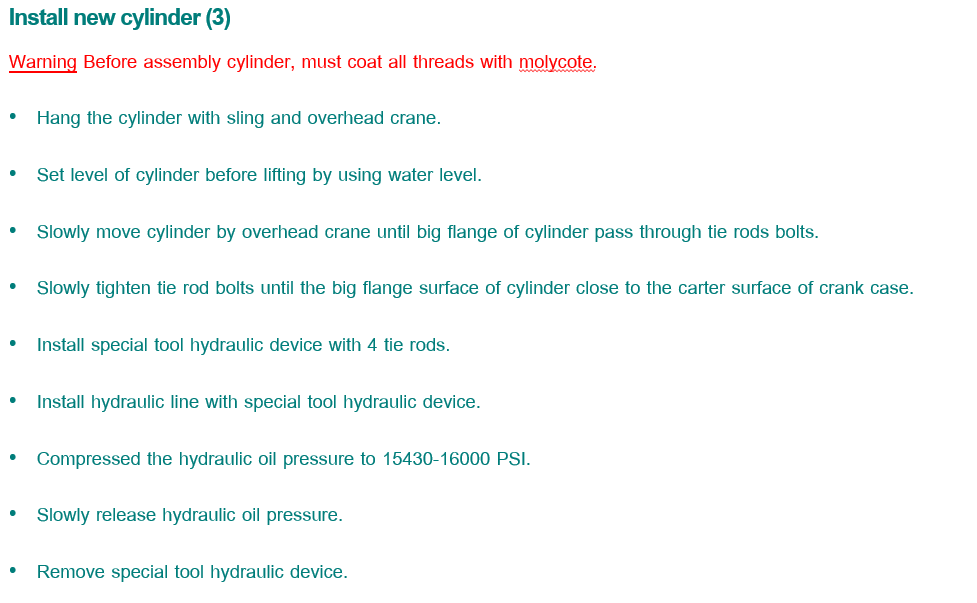 Install new cylinder (3)
Warning Before assembly cylinder, must coat all threads with molycote.
• Hang the cylinder with sling and overhead crane.
• Set level of cylinder before lifting by using water level.
• Slowly move cylinder by overhead crane until big flange of cylinder pass through tie rods bolts.
• Slowly tighten tie rod bolts until the big flange surface of cylinder close to the carter surface of crank case.
• Install special tool hydraulic device with 4 tie rods.
• Install hydraulic line with special tool hydraulic device.
• Compressed the hydraulic oil pressure to 15430-16000 PSI.
• Slowly release hydraulic oil pressure.
• Remove special tool hydraulic device.